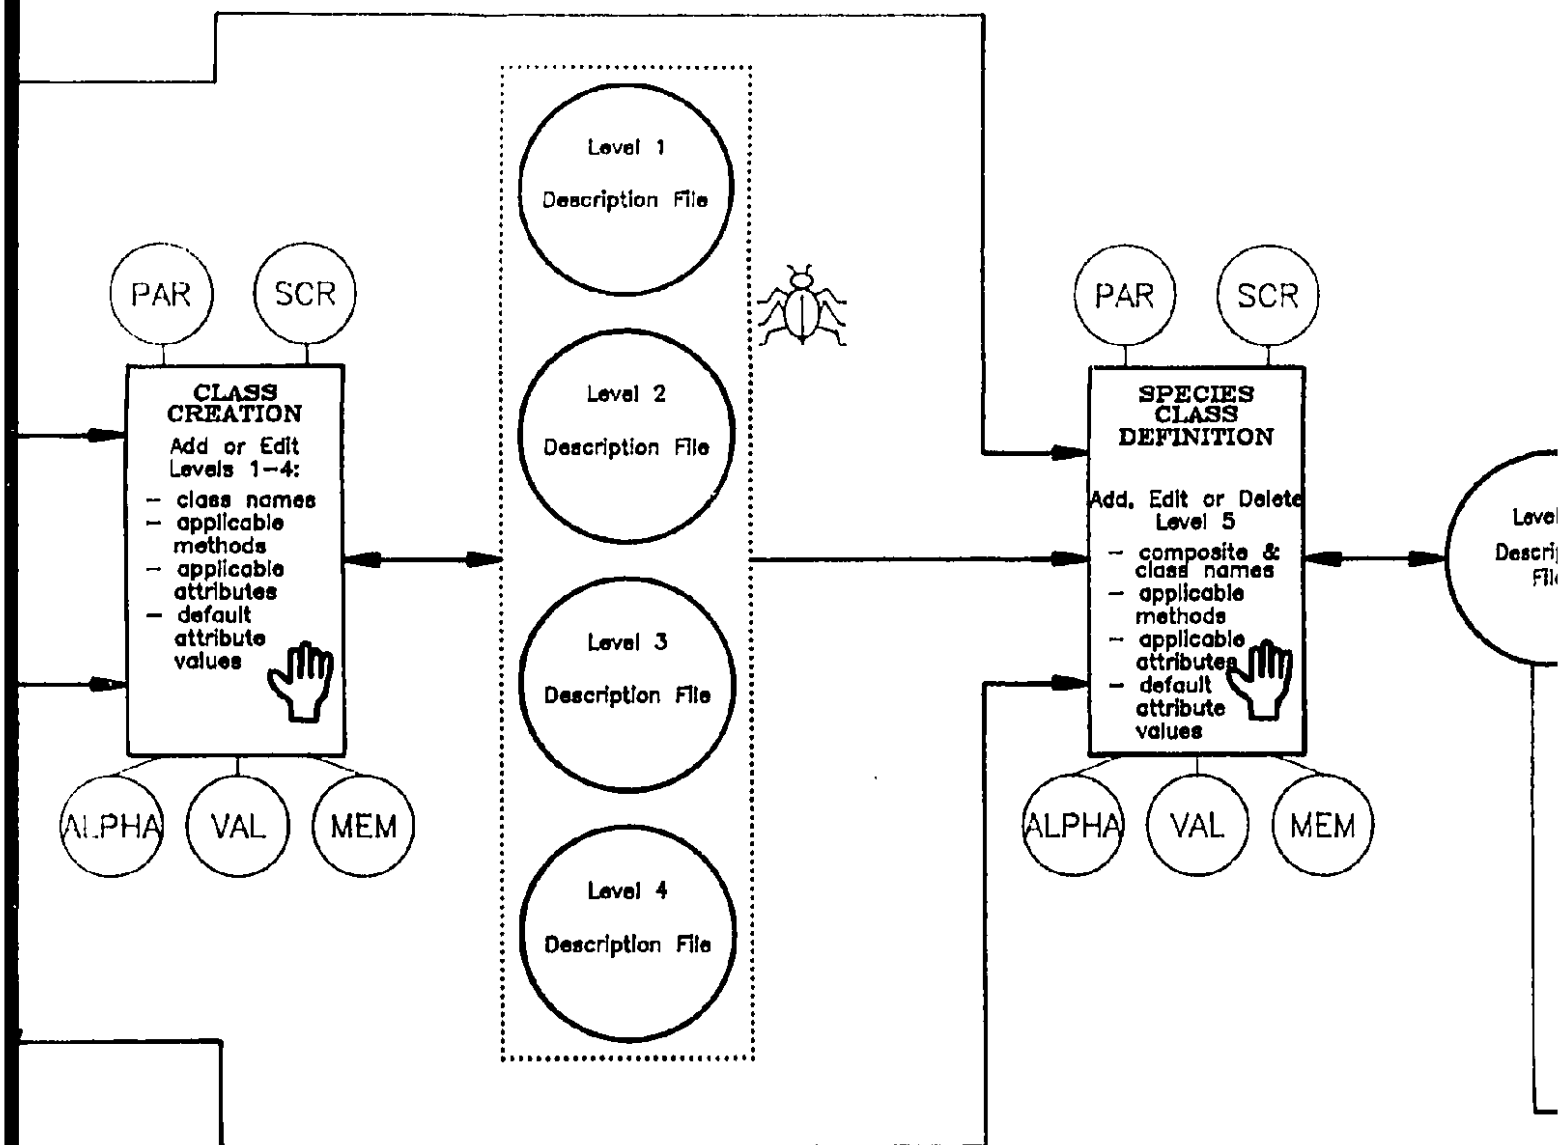 Level 1
Description File
PAR
SCR
CLASS
CREATION
Add or Edit
Levels 1-4:
- class names
- applicable
methods
- applicable
attributes
- default
attribute
values
ALPHA
VAL
MEM
Level 2
Description File
Level 3
Description File
Level 4
Description File
PAR
SCR
SPECIES
CLASS
DEFINITION
Add, Edit or Delete
Level 5
- composite &
class names
- applicable
methods
- applicable
attributes
- default
attribute
values
ALPHA
VAL
MEM
Level